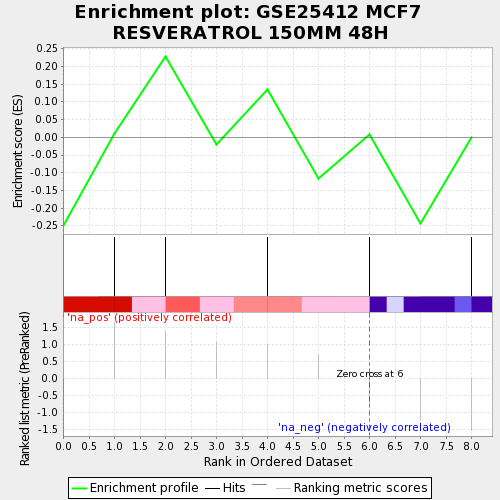 Enrichment plot: GSE25412 MCF7
RESVERATROL 150MM 48H
Enrichment score (ES)
0.25
0.20
0.15
0.10
0.05
0.00
-0.05
-0.10
-0.15
-0.20
-0.25
'na_pos' (positively correlated)
Ranked list metric (PreRanked)
1.5
1.0
0.5
0.0
-0.5
-1.0
-1.5
Zero cross at 6
'na_neg' (negatively correlated)
0.0 0.5 1.0 1.5 2.0 2.5 3.0 3.5 4.0 4.5 5.0 5.5 6.0 6.5 7.0 7.5 8.0
Rank in Ordered Dataset
Enrichment profile Hits Ranking metric scores